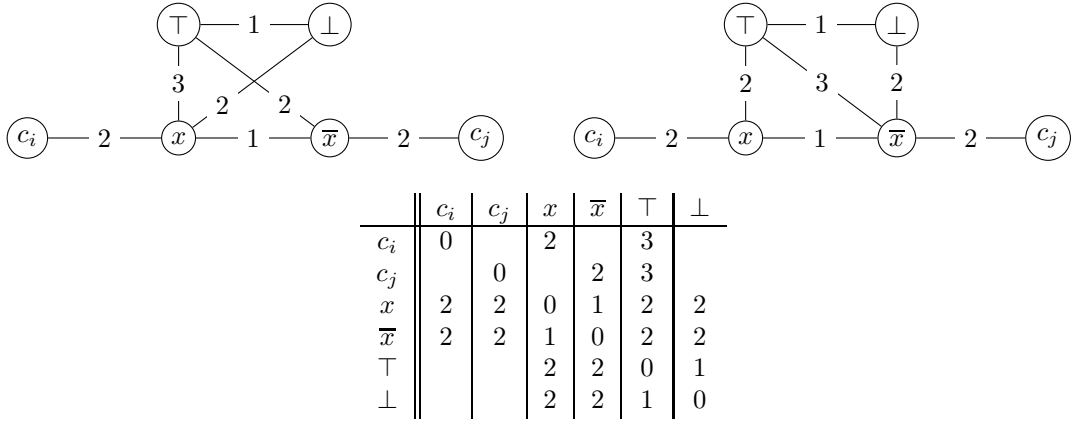 ⊤ 1 ⊥ ⊤ 1 ⊥
3 2 2 2 3 2
c_i 2 x 1 x̅ 2 c_j c_i 2 x 1 x̅ 2 c_j
c_i c_j x x̅ ⊤ ⊥
c_i 0 2 3
c_j 0 2 3
x 2 2 0 1 2 2
x̅ 2 2 1 0 2 2
⊤ 2 2 0 1
⊥ 2 2 1 0